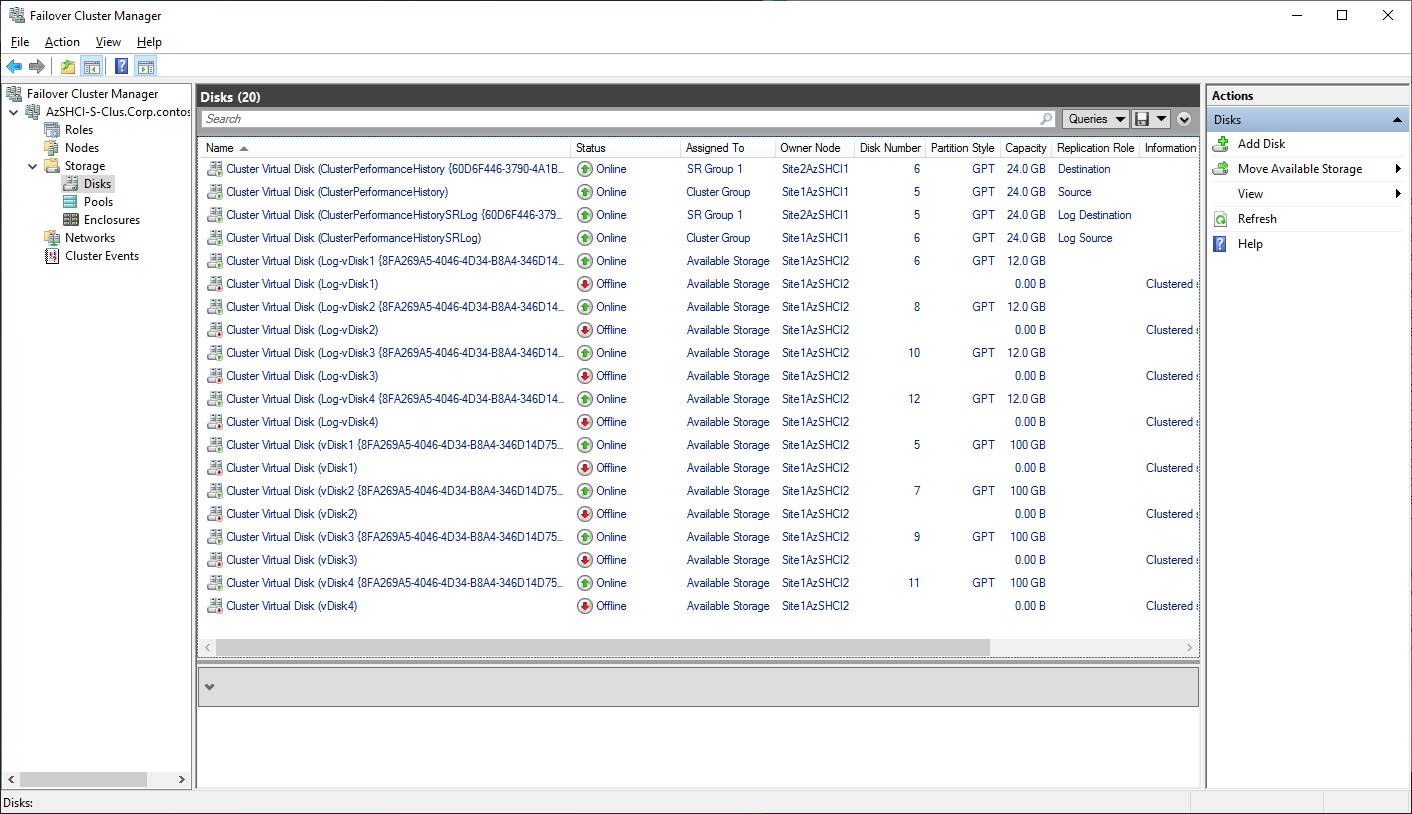 Failover Cluster Manager
File Action View Help
Failover Cluster Manager
AzSHCI-S-Clus.Corp.contos
Roles
Nodes
Storage
Disks
Pools
Enclosures
Networks
Cluster Events
Disks (20)
Search Queries
Name Status Assigned To Owner Node Disk Number Partition Style Capacity Replication Role Information
Cluster Virtual Disk (ClusterPerformanceHistory {60D6F446-3790-4A1B... Online SR Group 1 Site2AzSHCI1 6 GPT 24.0 GB Destination
Cluster Virtual Disk (ClusterPerformanceHistory) Online Cluster Group Site1AzSHCI1 5 GPT 24.0 GB Source
Cluster Virtual Disk (ClusterPerformanceHistorySRLog {60D6F446-379... Online SR Group 1 Site2AzSHCI1 5 GPT 24.0 GB Log Destination
Cluster Virtual Disk (ClusterPerformanceHistorySRLog) Online Cluster Group Site1AzSHCI1 6 GPT 24.0 GB Log Source
Cluster Virtual Disk (Log-vDisk1 {8FA269A5-4046-4D34-B8A4-346D14... Online Available Storage Site1AzSHCI2 6 GPT 12.0 GB
Cluster Virtual Disk (Log-vDisk1) Offline Available Storage Site1AzSHCI2 0.00 B Clustered s
Cluster Virtual Disk (Log-vDisk2 {8FA269A5-4046-4D34-B8A4-346D14... Online Available Storage Site1AzSHCI2 8 GPT 12.0 GB
Cluster Virtual Disk (Log-vDisk2) Offline Available Storage Site1AzSHCI2 0.00 B Clustered s
Cluster Virtual Disk (Log-vDisk3 {8FA269A5-4046-4D34-B8A4-346D14... Online Available Storage Site1AzSHCI2 10 GPT 12.0 GB
Cluster Virtual Disk (Log-vDisk3) Offline Available Storage Site1AzSHCI2 0.00 B Clustered s
Cluster Virtual Disk (Log-vDisk4 {8FA269A5-4046-4D34-B8A4-346D14... Online Available Storage Site1AzSHCI2 12 GPT 12.0 GB
Cluster Virtual Disk (Log-vDisk4) Offline Available Storage Site1AzSHCI2 0.00 B Clustered s
Cluster Virtual Disk (vDisk1 {8FA269A5-4046-4D34-B8A4-346D14D75... Online Available Storage Site1AzSHCI2 5 GPT 100 GB
Cluster Virtual Disk (vDisk1) Offline Available Storage Site1AzSHCI2 0.00 B Clustered s
Cluster Virtual Disk (vDisk2 {8FA269A5-4046-4D34-B8A4-346D14D75... Online Available Storage Site1AzSHCI2 7 GPT 100 GB
Cluster Virtual Disk (vDisk2) Offline Available Storage Site1AzSHCI2 0.00 B Clustered s
Cluster Virtual Disk (vDisk3 {8FA269A5-4046-4D34-B8A4-346D14D75... Online Available Storage Site1AzSHCI2 9 GPT 100 GB
Cluster Virtual Disk (vDisk3) Offline Available Storage Site1AzSHCI2 0.00 B Clustered s
Cluster Virtual Disk (vDisk4 {8FA269A5-4046-4D34-B8A4-346D14D75... Online Available Storage Site1AzSHCI2 11 GPT 100 GB
Cluster Virtual Disk (vDisk4) Offline Available Storage Site1AzSHCI2 0.00 B Clustered s
Actions
Disks
Add Disk
Move Available Storage
View
Refresh
Help
Disks: